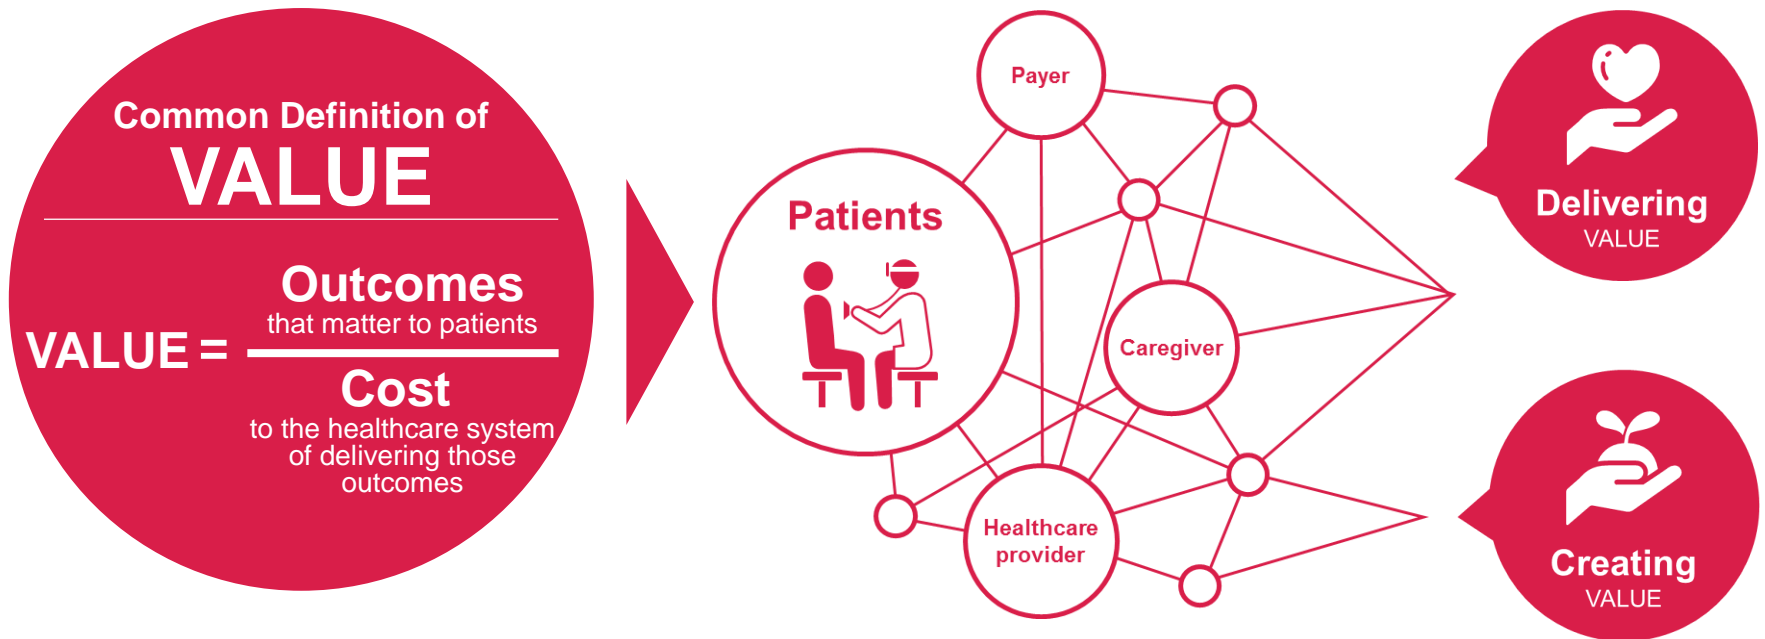 Common Definition of
VALUE
VALUE =
Outcomes
that matter to patients
Cost
to the healthcare system
of delivering those
outcomes
Payer
Patients
Caregiver
Healthcare
provider
Delivering
VALUE
Creating
VALUE